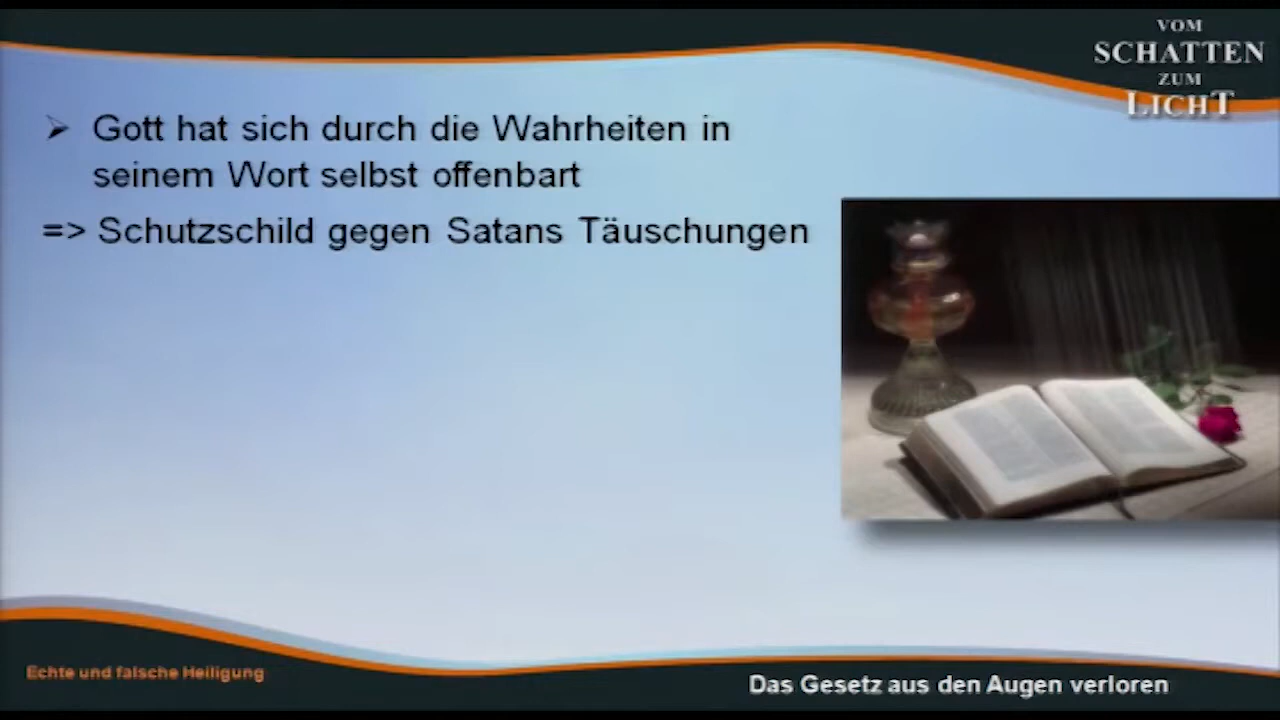 VOM
SCHATTEN
ZUM
LICHT
➢ Gott hat sich durch die Wahrheiten in
seinem Wort selbst offenbart
=> Schutzschild gegen Satans Täuschungen
Echte und falsche Heiligung
Das Gesetz aus den Augen verloren